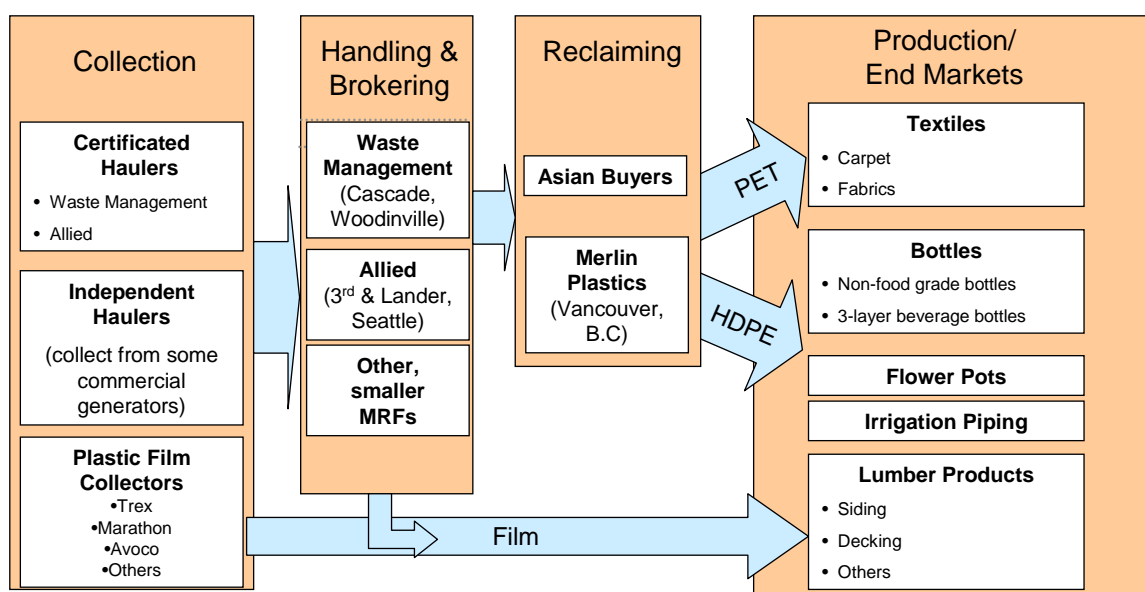 Collection
Certificated
Haulers
• Waste Management
• Allied
Independent
Haulers
(collect from some
commercial
generators)
Plastic Film
Collectors
•Trex
•Marathon
•Avoco
•Others
Handling &
Brokering
Waste
Management
(Cascade,
Woodinville)
Allied
(3rd & Lander,
Seattle)
Other,
smaller
MRFs
Reclaiming
Asian Buyers
Merlin
Plastics
(Vancouver,
B.C)
PET
HDPE
Film
Production/
End Markets
Textiles
• Carpet
• Fabrics
Bottles
• Non-food grade bottles
• 3-layer beverage bottles
Flower Pots
Irrigation Piping
Lumber Products
• Siding
• Decking
• Others